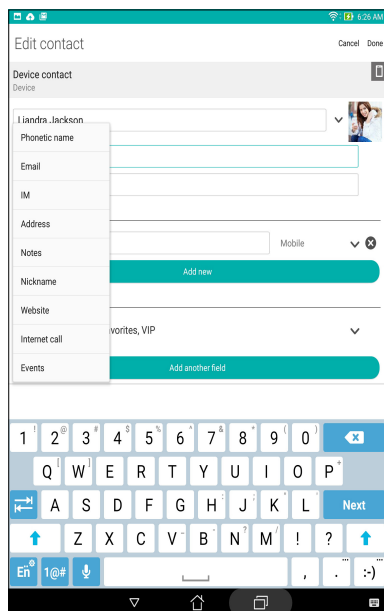 6:26 AM
Edit contact
Cancel Done
Device contact
Device
Liandra Jackson
Phonetic name
Email
IM
Address
Notes
Mobile
Add new
Nickname
Website
Internet call
vorites, VIP
Events
Add another field
1 ! 2 @ 3 # 4 $ 5 % 6 ^ 7 & 8 * 9 ( 0 )
Q [ W ] E R T Y U I O P +
A S D F G H : J ; K " L ' Next
Z X C V - B N ? M / ! ?
En 1@# , . ... :-) ...